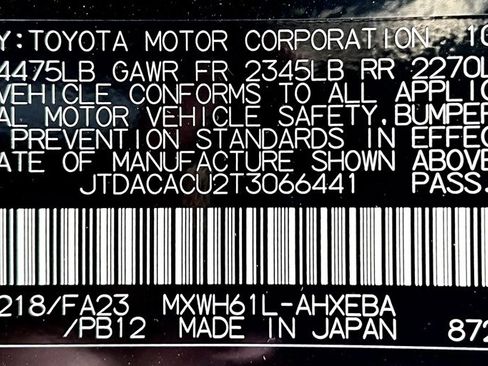 Y:TOYOTA MOTOR CORPORATION 10
4475LB GAWR FR 2345LB RR 2270L
VEHICLE CONFORMS TO ALL APPLIC
AL MOTOR VEHICLE SAFETY, BUMPER
PREVENTION STANDARDS IN EFFEC
ATE OF MANUFACTURE SHOWN ABOVE
JTDACACU2T3066441 PASS.
218/FA23 MXWH61L-AHXEBA
/PB12 MADE IN JAPAN 872